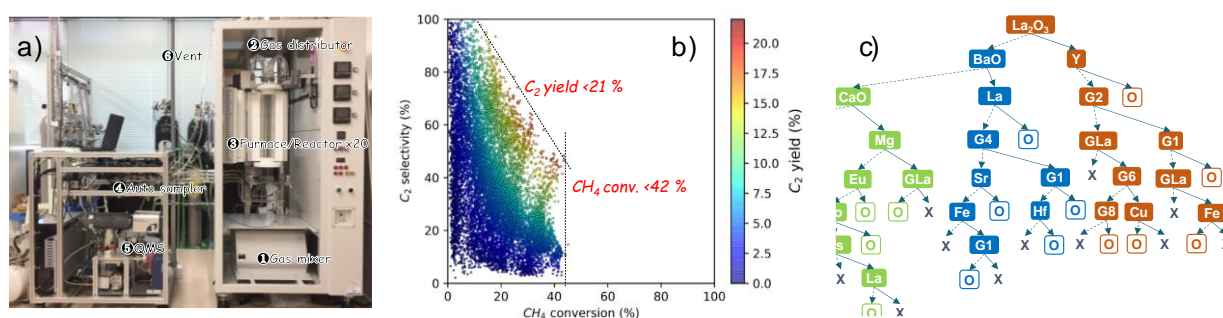 a)
❻Vent
❷Gas distributor
❸Furnace/Reactor x20
❹Auto sampler
❺QMS
❶Gas mixer
b)
C₂ selectivity (%)
100
80
60
40
20
0
0 20 40 60 80 100
CH₄ conversion (%)
C₂ yield <21 %
CH₄ conv. <42 %
20.0
17.5
15.0
12.5
10.0
7.5
5.0
2.5
0.0
C₂ yield (%)
c)
La₂O₃
BaO Y
CaO La G2 O
Mg G4 O GLa G1
Eu GLa Sr G1 X G6 GLa O
O O X Fe O Hf O G8 Cu X Fe
X G1 X O X O O X O
X La O X
O X